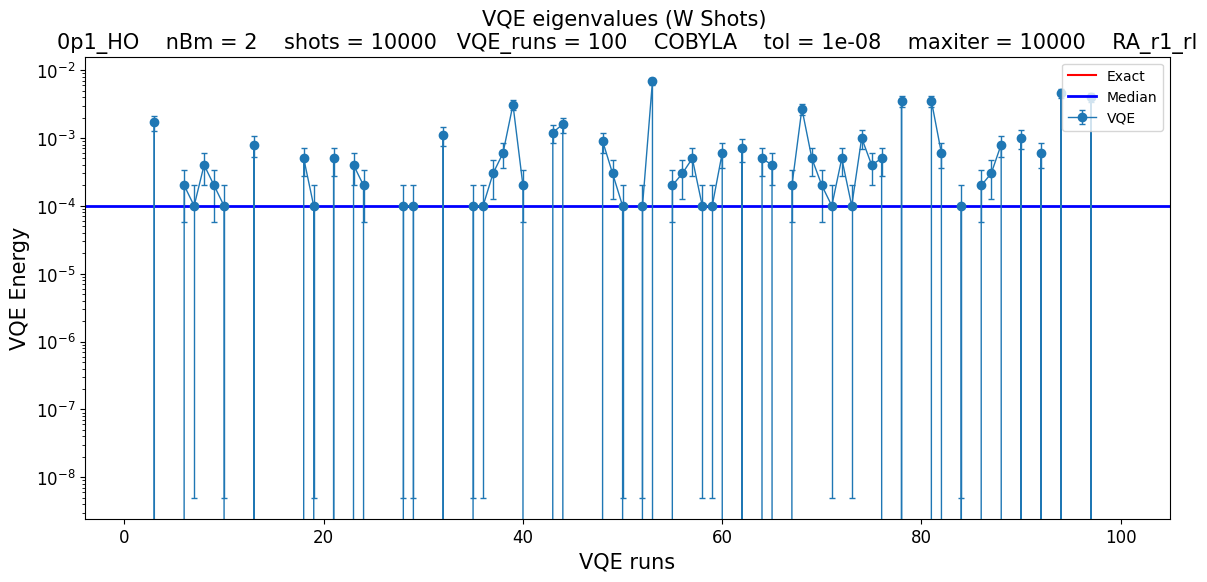 VQE eigenvalues (W Shots)
0p1_HO    nBm = 2    shots = 10000   VQE_runs = 100    COBYLA    tol = 1e-08    maxiter = 10000    RA_r1_rl
Exact
Median
VQE
VQE Energy
10⁻²
10⁻³
10⁻⁴
10⁻⁵
10⁻⁶
10⁻⁷
10⁻⁸
0 20 40 60 80 100
VQE runs